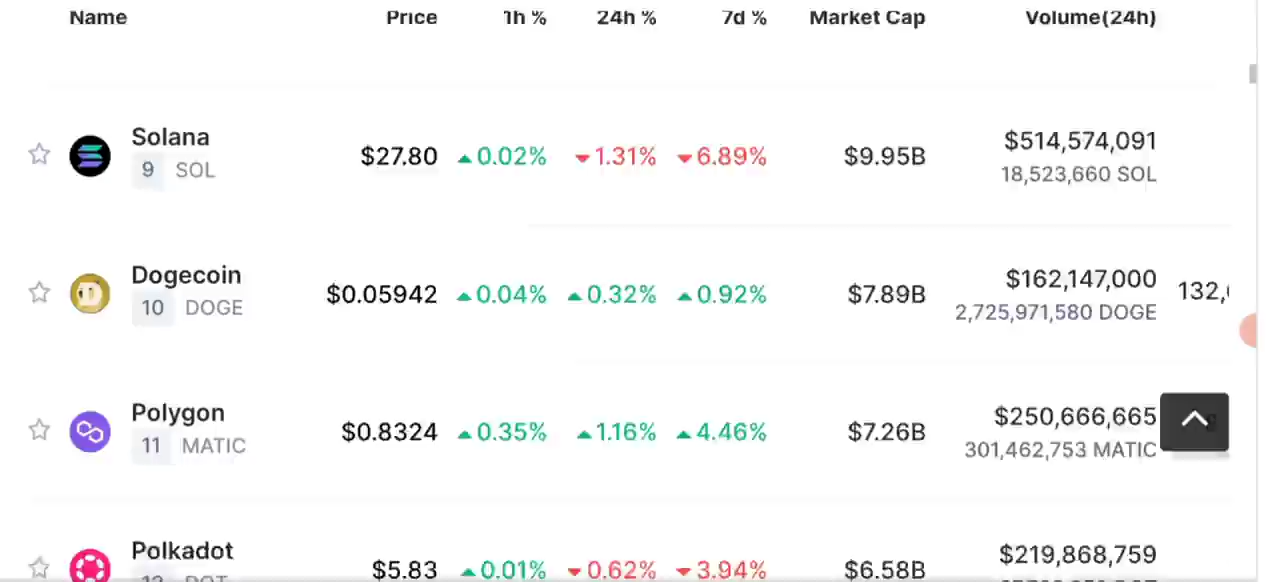 Name Price 1h % 24h % 7d % Market Cap Volume(24h)
Solana
$27.80 0.02% 1.31% 6.89% $9.95B $514,574,091
9 SOL
18,523,660 SOL
Dogecoin
$0.05942 0.04% 0.32% 0.92% $7.89B $162,147,000
132,
10 DOGE
2,725,971,580 DOGE
Polygon
$0.8324 0.35% 1.16% 4.46% $7.26B $250,666,665
11 MATIC
301,462,753 MATIC
Polkadot
$5.83 0.01% 0.62% 3.94% $6.58B $219,868,759